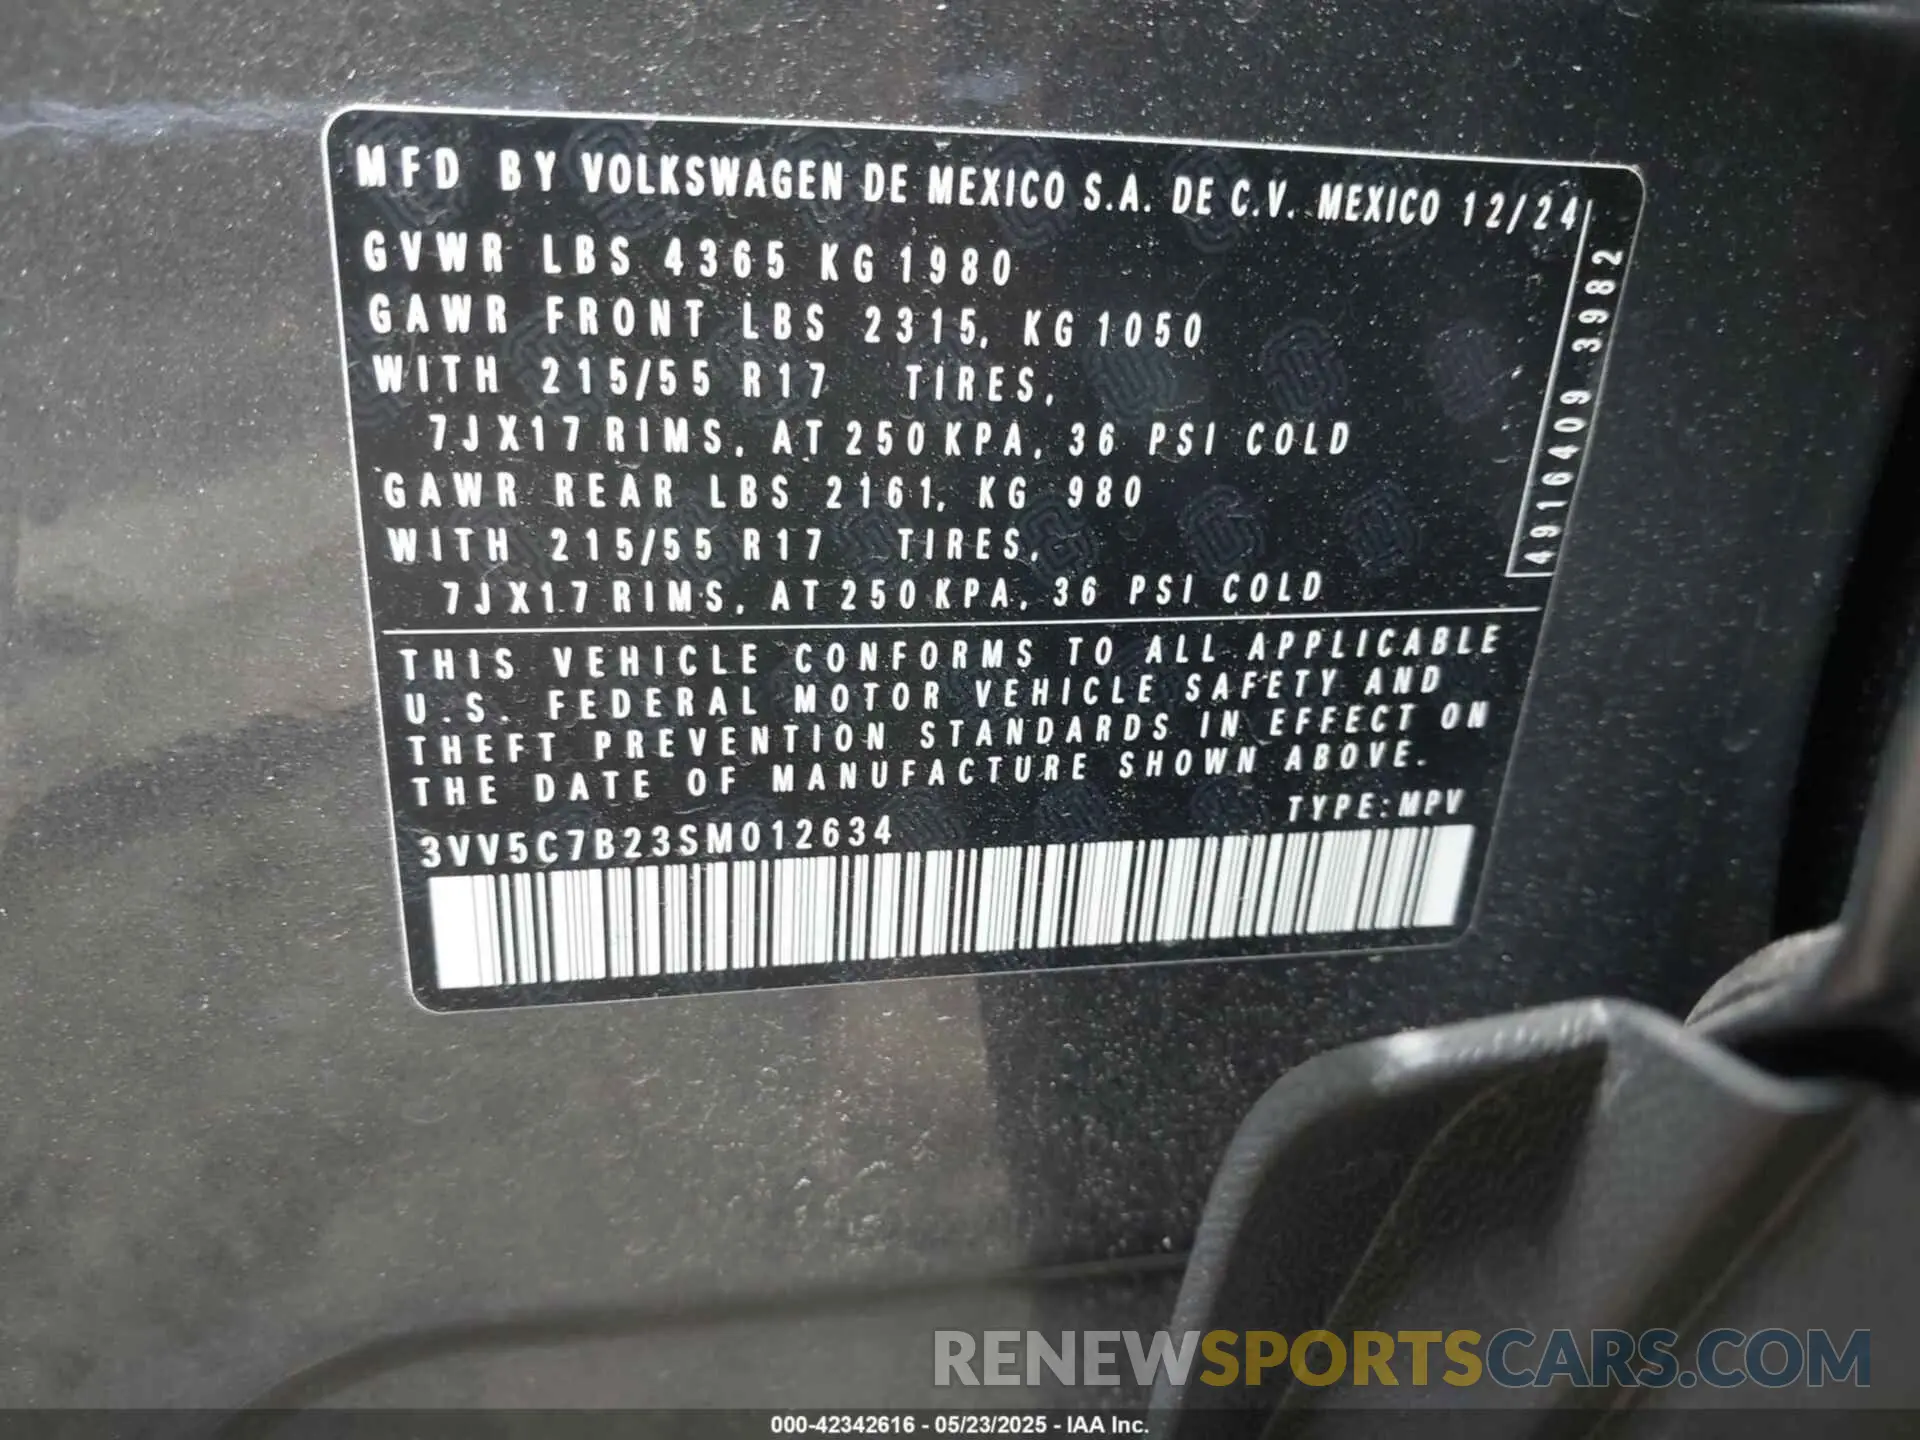 MFD BY VOLKSWAGEN DE MEXICO S.A. DE C.V. MEXICO 12/24
GVWR LBS 4365 KG 1980
GAWR FRONT LBS 2315, KG 1050
WITH 215/55 R17 TIRES,
7JX17 RIMS, AT 250 KPA, 36 PSI COLD
GAWR REAR LBS 2161, KG 980
WITH 215/55 R17 TIRES,
7JX17 RIMS, AT 250 KPA, 36 PSI COLD
4916409 3982
THIS VEHICLE CONFORMS TO ALL APPLICABLE
U.S. FEDERAL MOTOR VEHICLE SAFETY AND
THEFT PREVENTION STANDARDS IN EFFECT ON
THE DATE OF MANUFACTURE SHOWN ABOVE.
TYPE:MPV
3VV5C7B23SM012634
RENEWSPORTSCARS.COM
000-42342616 - 05/23/2025 - IAA Inc.